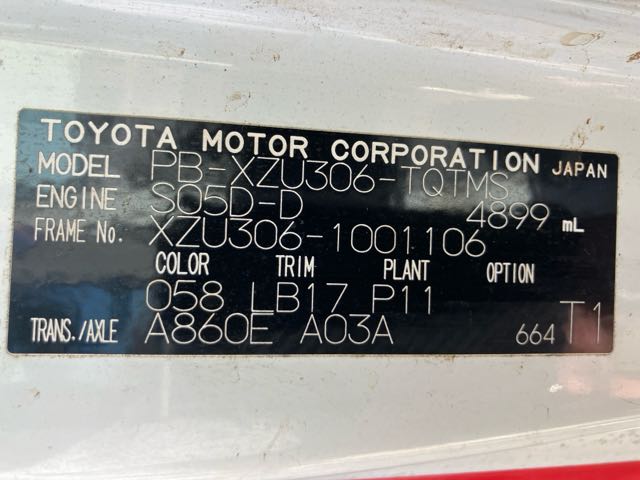 TOYOTA MOTOR CORPORATION JAPAN
MODEL PB-XZU306-TQTMS
ENGINE S05D-D 4899 mL
FRAME No. XZU306-1001106
COLOR TRIM PLANT OPTION
058 LB17 P11
TRANS./AXLE A860E A03A 664 T1